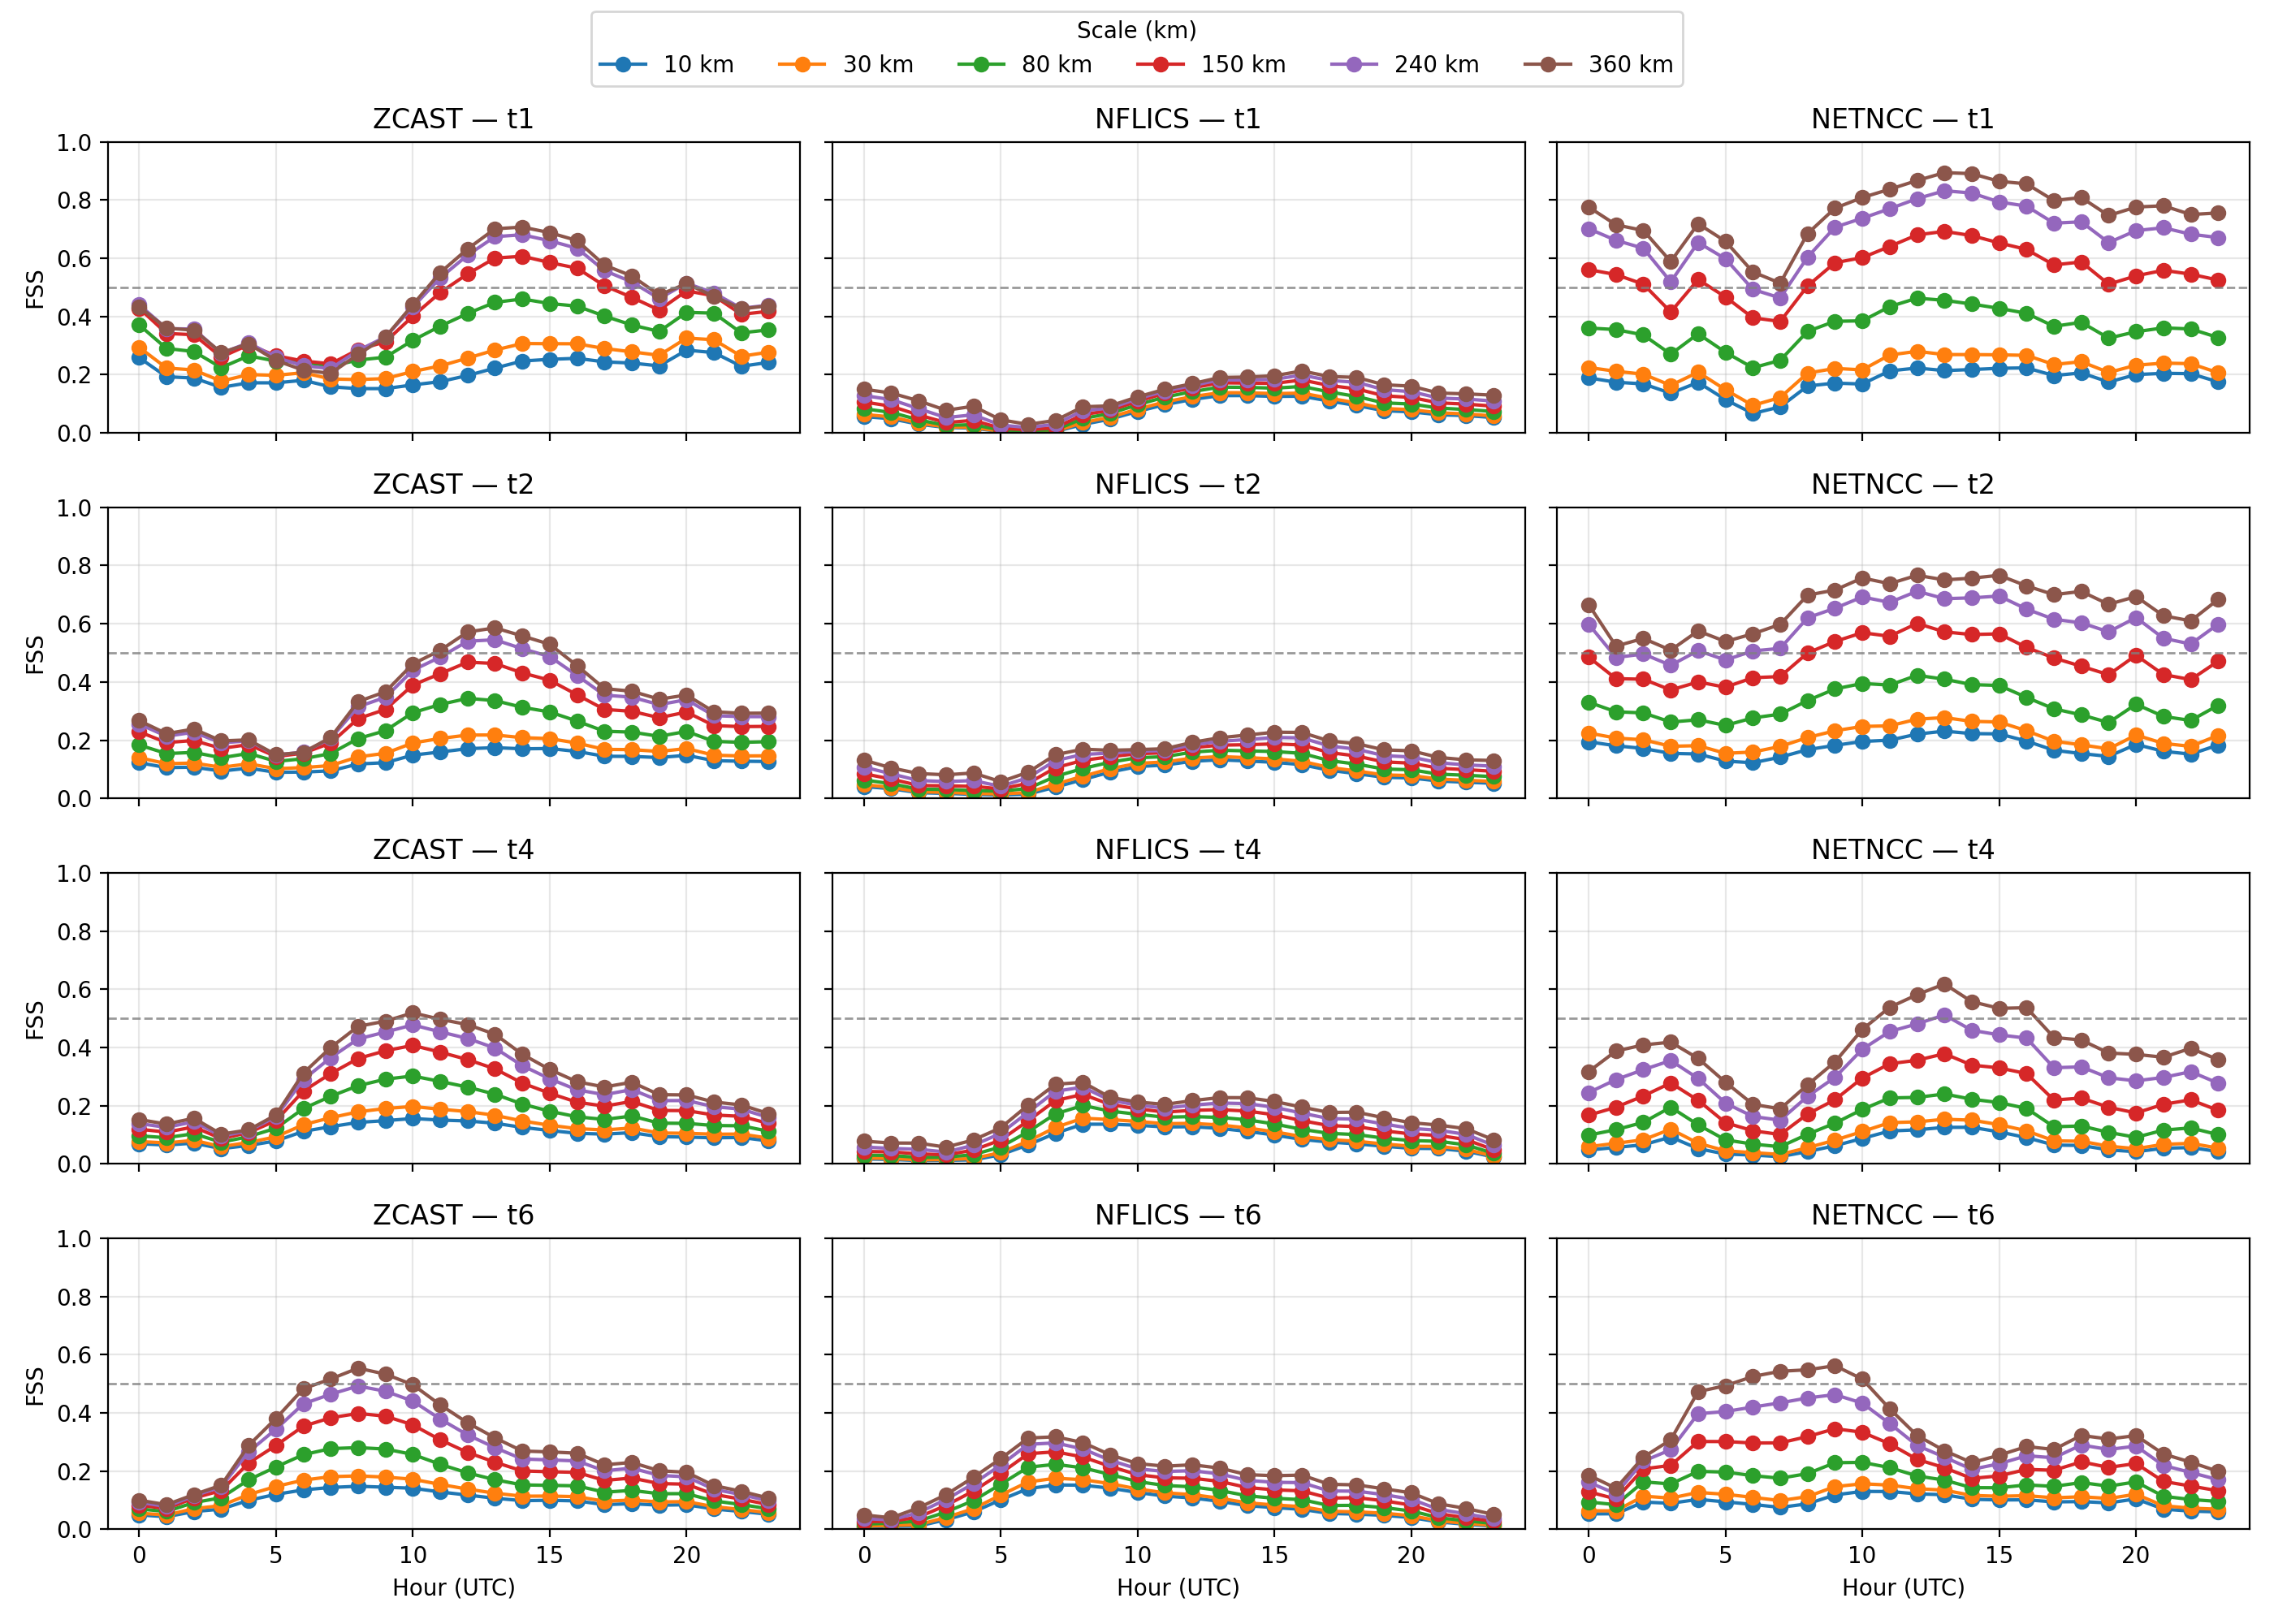 Scale (km)
10 km 30 km 80 km 150 km 240 km 360 km
ZCAST — t1 NFLICS — t1 NETNCC — t1
1.0
0.8
0.6
FSS
0.4
0.2
0.0
ZCAST — t2 NFLICS — t2 NETNCC — t2
1.0
0.8
0.6
FSS
0.4
0.2
0.0
ZCAST — t4 NFLICS — t4 NETNCC — t4
1.0
0.8
0.6
FSS
0.4
0.2
0.0
ZCAST — t6 NFLICS — t6 NETNCC — t6
1.0
0.8
0.6
FSS
0.4
0.2
0.0
0 5 10 15 20 0 5 10 15 20 0 5 10 15 20
Hour (UTC) Hour (UTC) Hour (UTC)